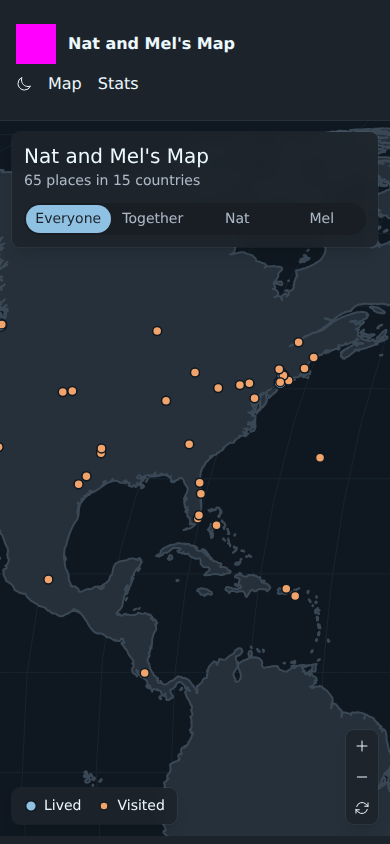 Nat and Mel's Map
Map Stats
Nat and Mel's Map
65 places in 15 countries
Everyone Together Nat Mel
Lived Visited